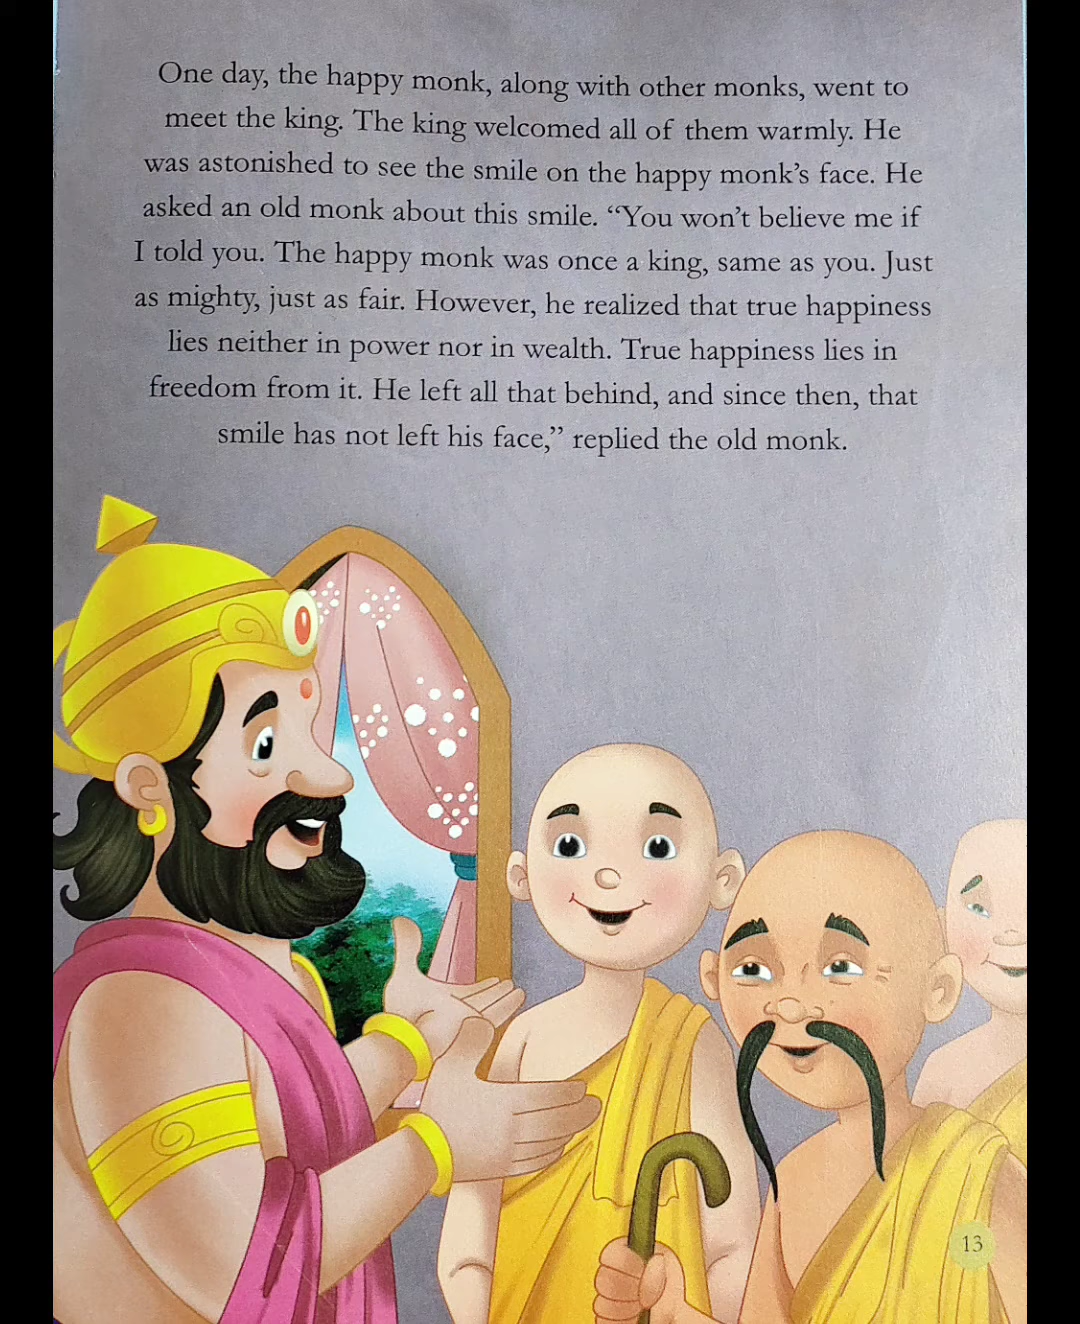 One day, the happy monk, along with other monks, went to
meet the king. The king welcomed all of them warmly. He
was astonished to see the smile on the happy monk’s face. He
asked an old monk about this smile. “You won’t believe me if
I told you. The happy monk was once a king, same as you. Just
as mighty, just as fair. However, he realized that true happiness
lies neither in power nor in wealth. True happiness lies in
freedom from it. He left all that behind, and since then, that
smile has not left his face,” replied the old monk.
13